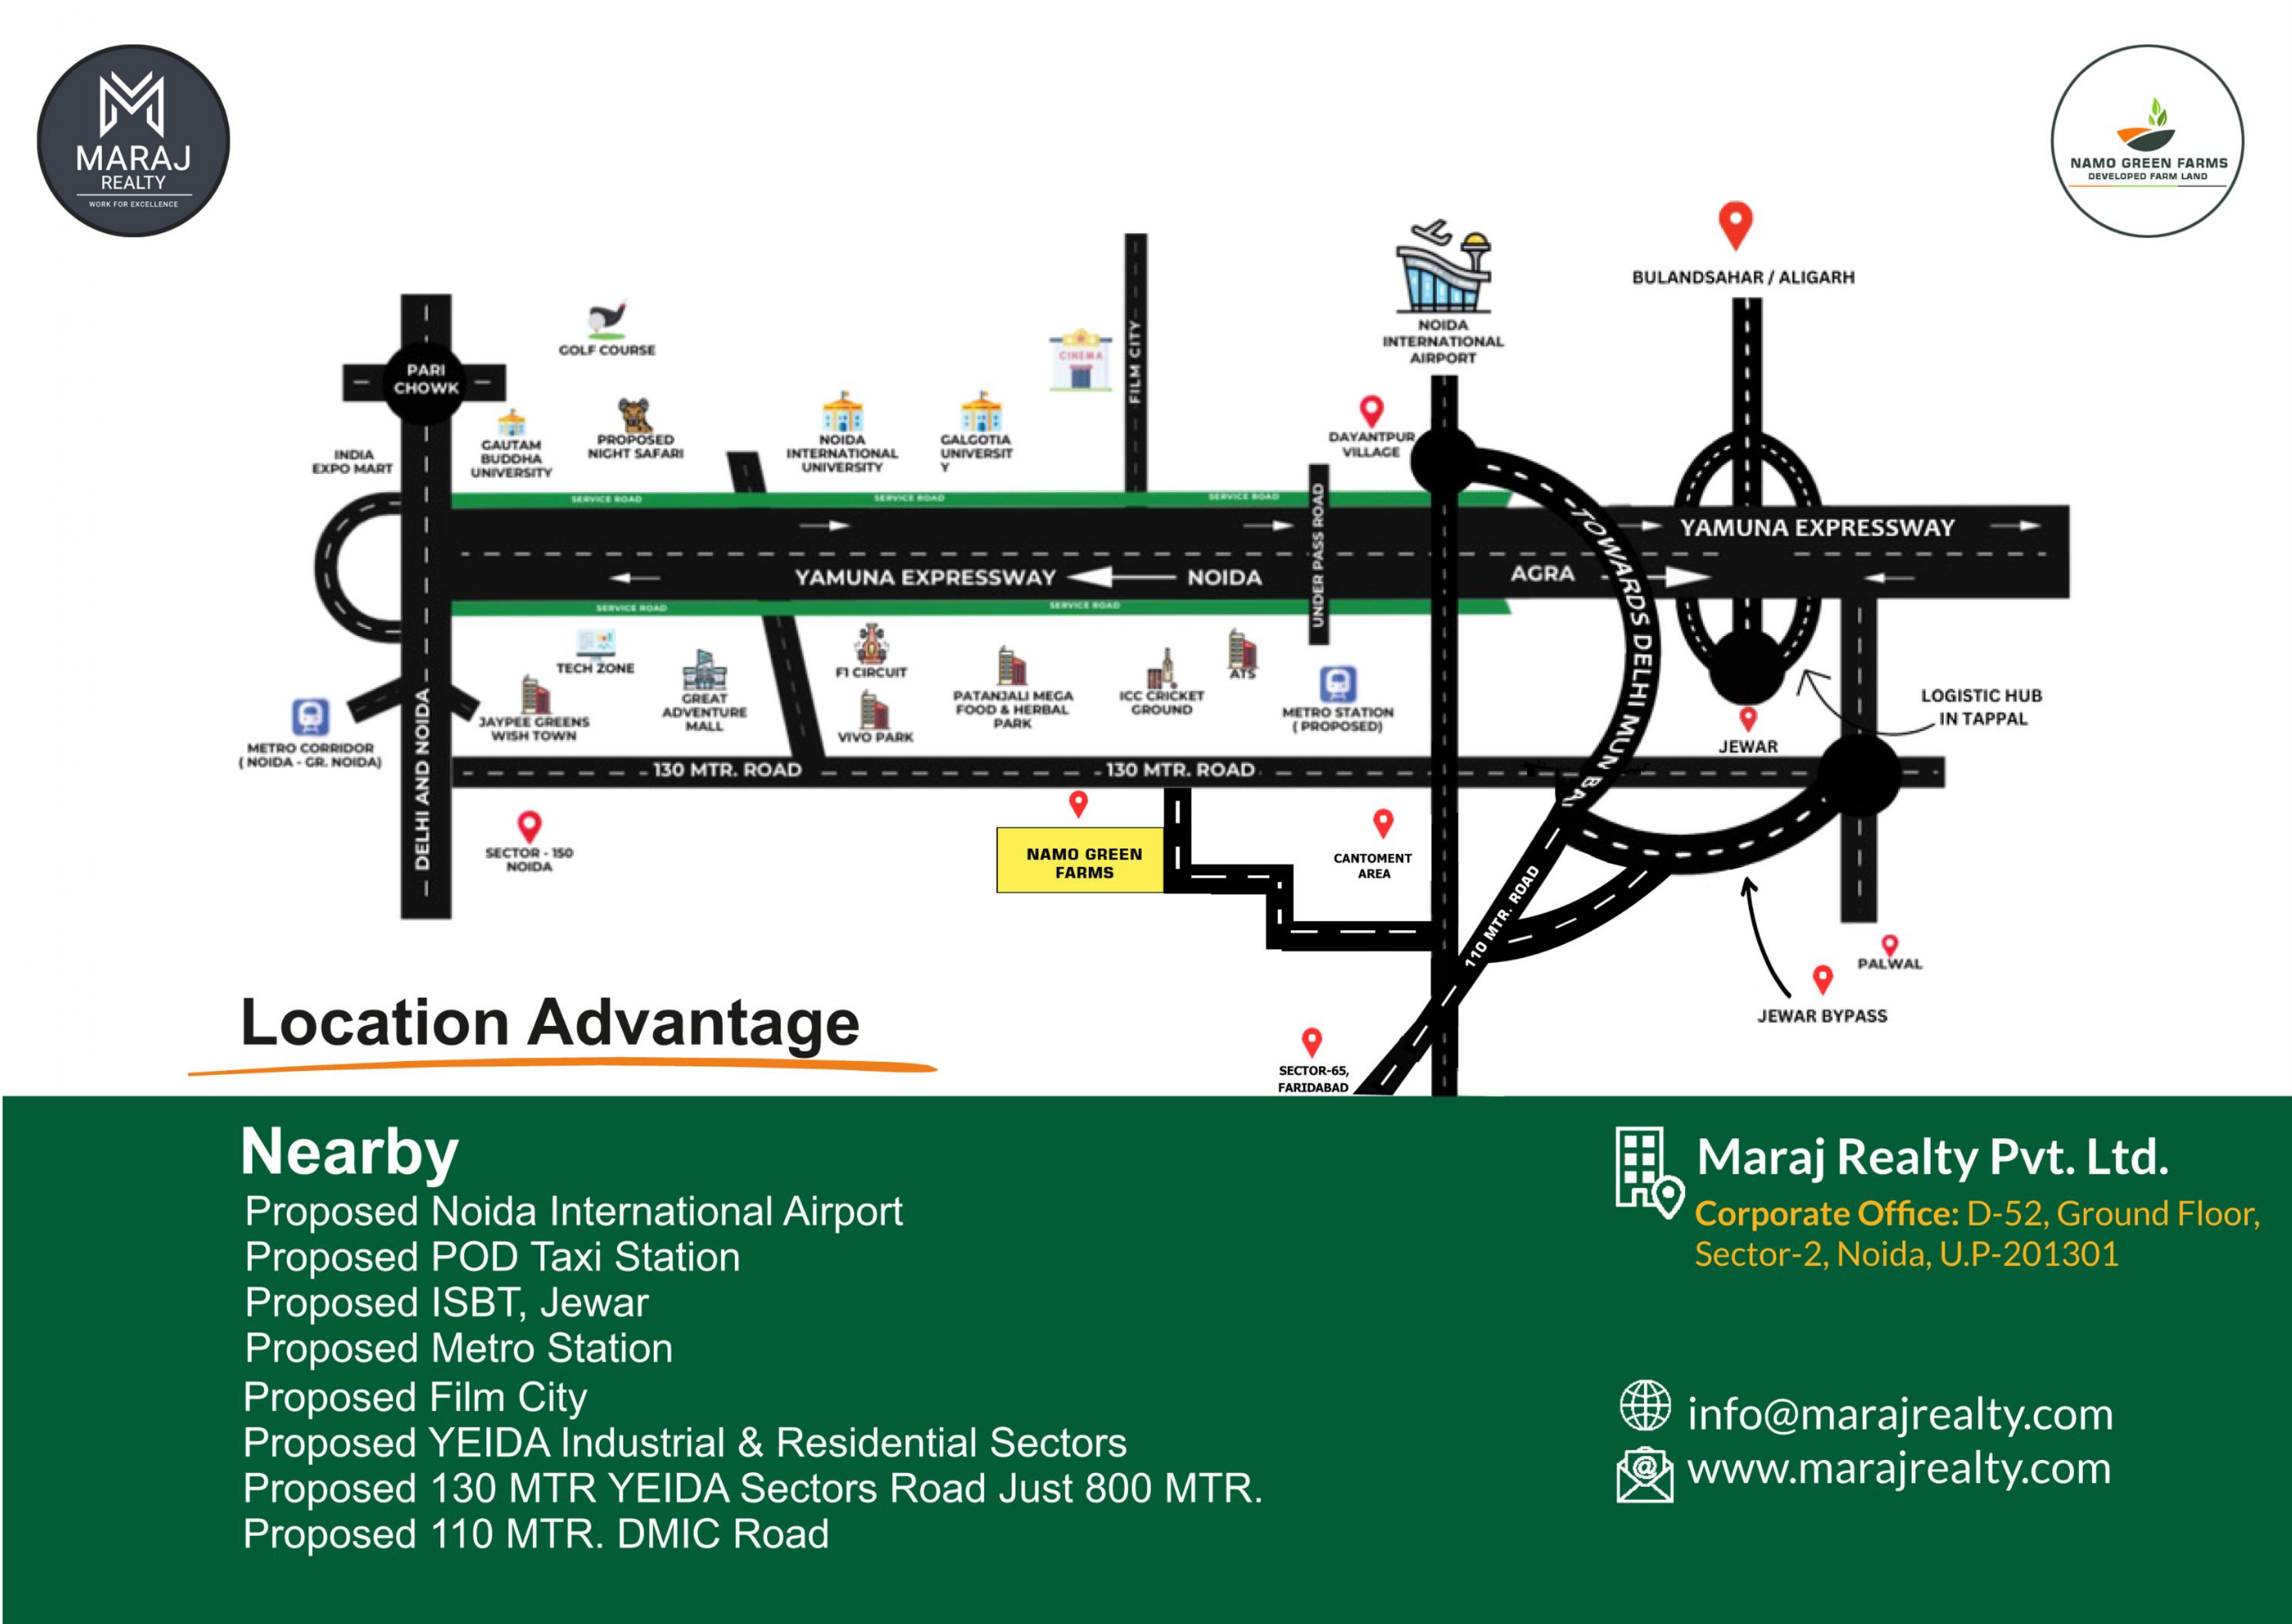 MARAJ
REALTY
WORK FOR EXCELLENCE
NAMO GREEN FARMS
DEVELOPED FARM LAND
BULANDSAHAR / ALIGARH
NOIDA
INTERNATIONAL
AIRPORT
GOLF COURSE
CINEMA
FILM CITY
PARI
CHOWK
DAYANTPUR
VILLAGE
INDIA
EXPO MART
GAUTAM
BUDDHA
UNIVERSITY
PROPOSED
NIGHT SAFARI
NOIDA
INTERNATIONAL
UNIVERSITY
GALGOTIA
UNIVERSIT
Y
SERVICE ROAD
SERVICE ROAD
SERVICE ROAD
UNDER PASS ROAD
TOWARDS DELHI MUN BAI
YAMUNA EXPRESSWAY
YAMUNA EXPRESSWAY
NOIDA
AGRA
SERVICE ROAD
SERVICE ROAD
TECH ZONE
F1 CIRCUIT
ATS
GREAT
ADVENTURE
MALL
JAYPEE GREENS
WISH TOWN
VIVO PARK
PATANJALI MEGA
FOOD & HERBAL
PARK
ICC CRICKET
GROUND
METRO STATION
( PROPOSED)
JEWAR
LOGISTIC HUB
IN TAPPAL
METRO CORRIDOR
( NOIDA - GR. NOIDA)
DELHI AND NOIDA
130 MTR. ROAD
130 MTR. ROAD
SECTOR - 150
NOIDA
NAMO GREEN
FARMS
CANTOMENT
AREA
110 MTR. ROAD
PALWAL
JEWAR BYPASS
SECTOR-65,
FARIDABAD
Location Advantage
Nearby
Proposed Noida International Airport
Proposed POD Taxi Station
Proposed ISBT, Jewar
Proposed Metro Station
Proposed Film City
Proposed YEIDA Industrial & Residential Sectors
Proposed 130 MTR YEIDA Sectors Road Just 800 MTR.
Proposed 110 MTR. DMIC Road
Maraj Realty Pvt. Ltd.
Corporate Office: D-52, Ground Floor,
Sector-2, Noida, U.P-201301
info@marajrealty.com
www.marajrealty.com